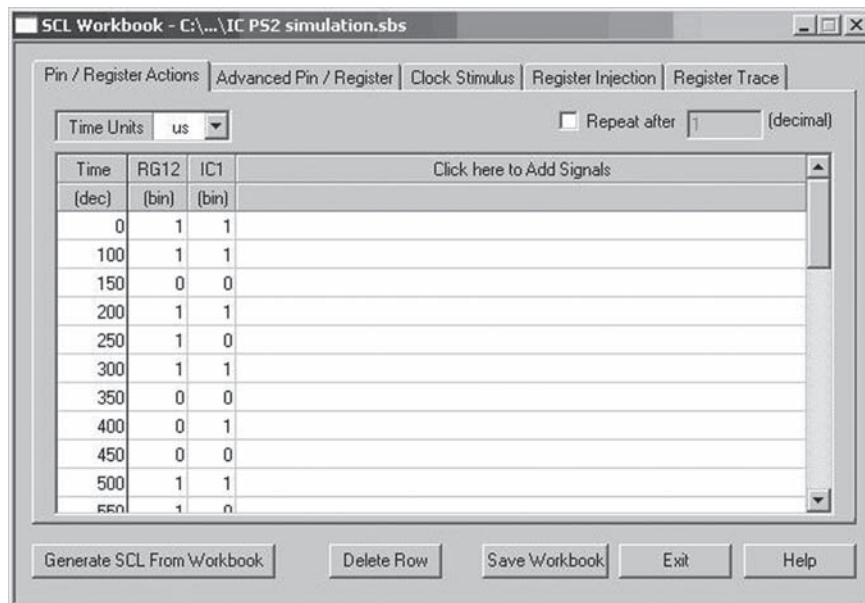 SCL Workbook - C:\...\IC PS2 simulation.sbs
Pin / Register Actions Advanced Pin / Register Clock Stimulus Register Injection Register Trace
Time Units us Repeat after 1 (decimal)
Time RG12 IC1 Click here to Add Signals
(dec) (bin) (bin)
0 1 1
100 1 1
150 0 0
200 1 1
250 1 0
300 1 1
350 0 0
400 0 1
450 0 0
500 1 1
550 1 0
Generate SCL From Workbook Delete Row Save Workbook Exit Help